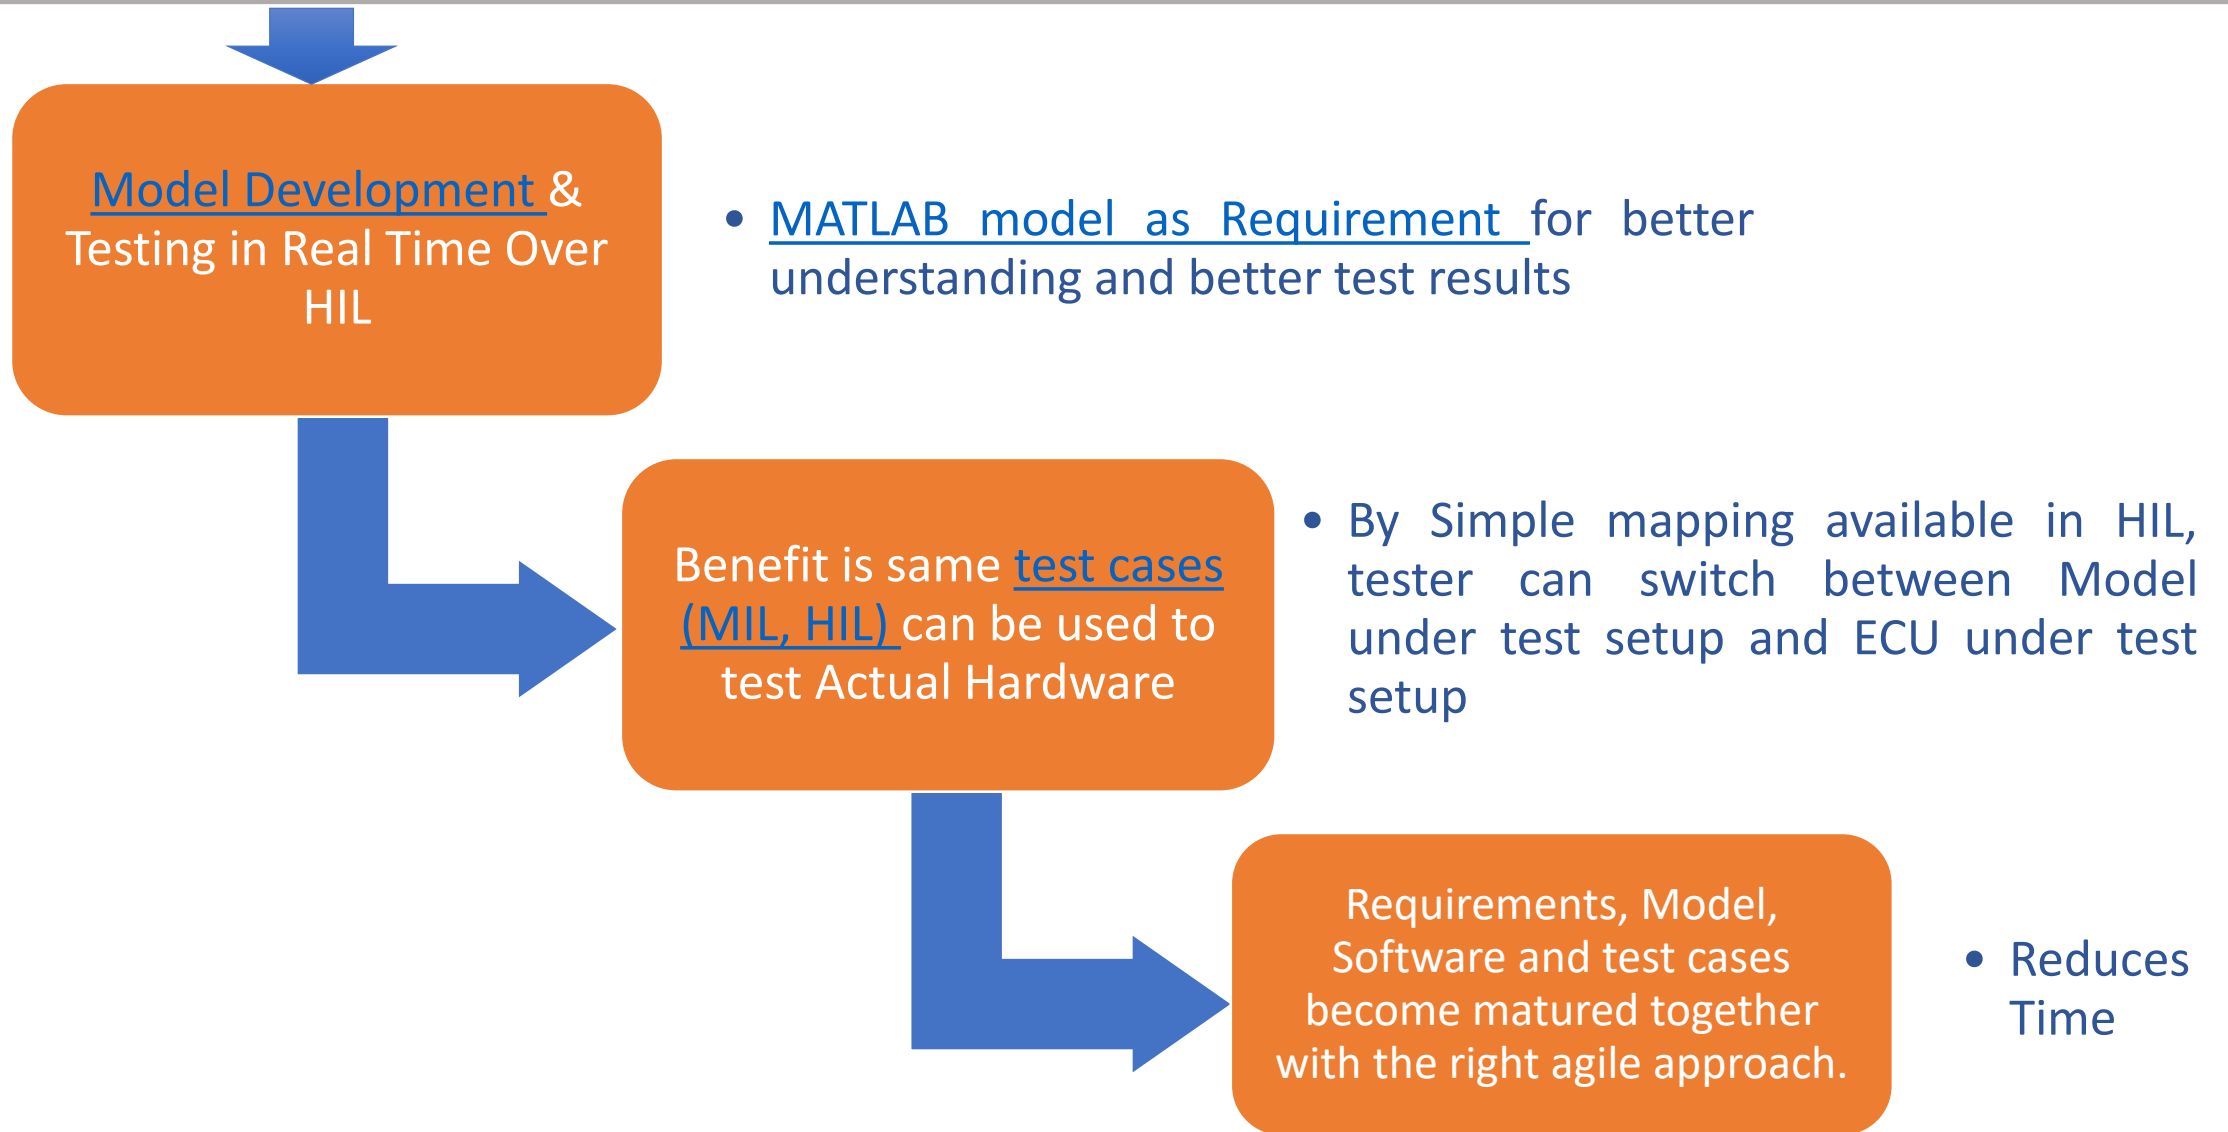 Model Development &
Testing in Real Time Over
HIL
• MATLAB model as Requirement for better
understanding and better test results
Benefit is same test cases
(MIL, HIL) can be used to
test Actual Hardware
• By Simple mapping available in HIL,
tester can switch between Model
under test setup and ECU under test
setup
Requirements, Model,
Software and test cases
become matured together
with the right agile approach.
• Reduces
Time